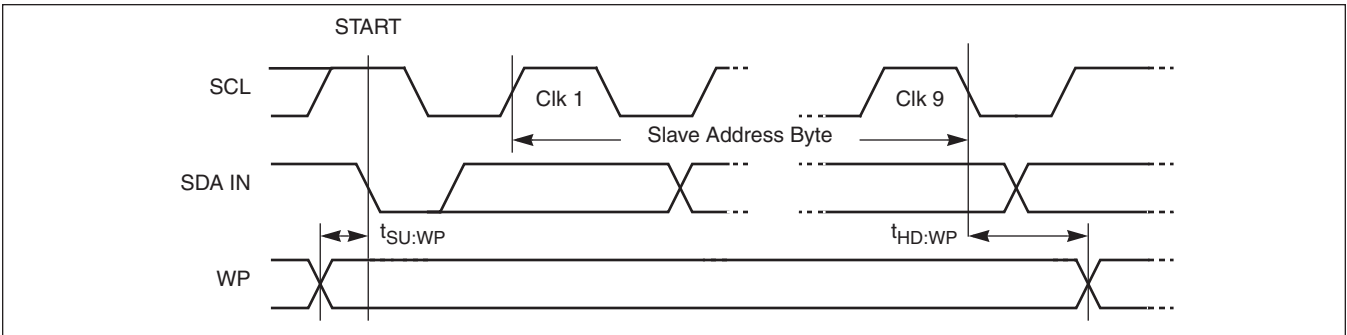 START
SCL
Clk 1
Clk 9
Slave Address Byte
SDA IN
tSU:WP
tHD:WP
WP